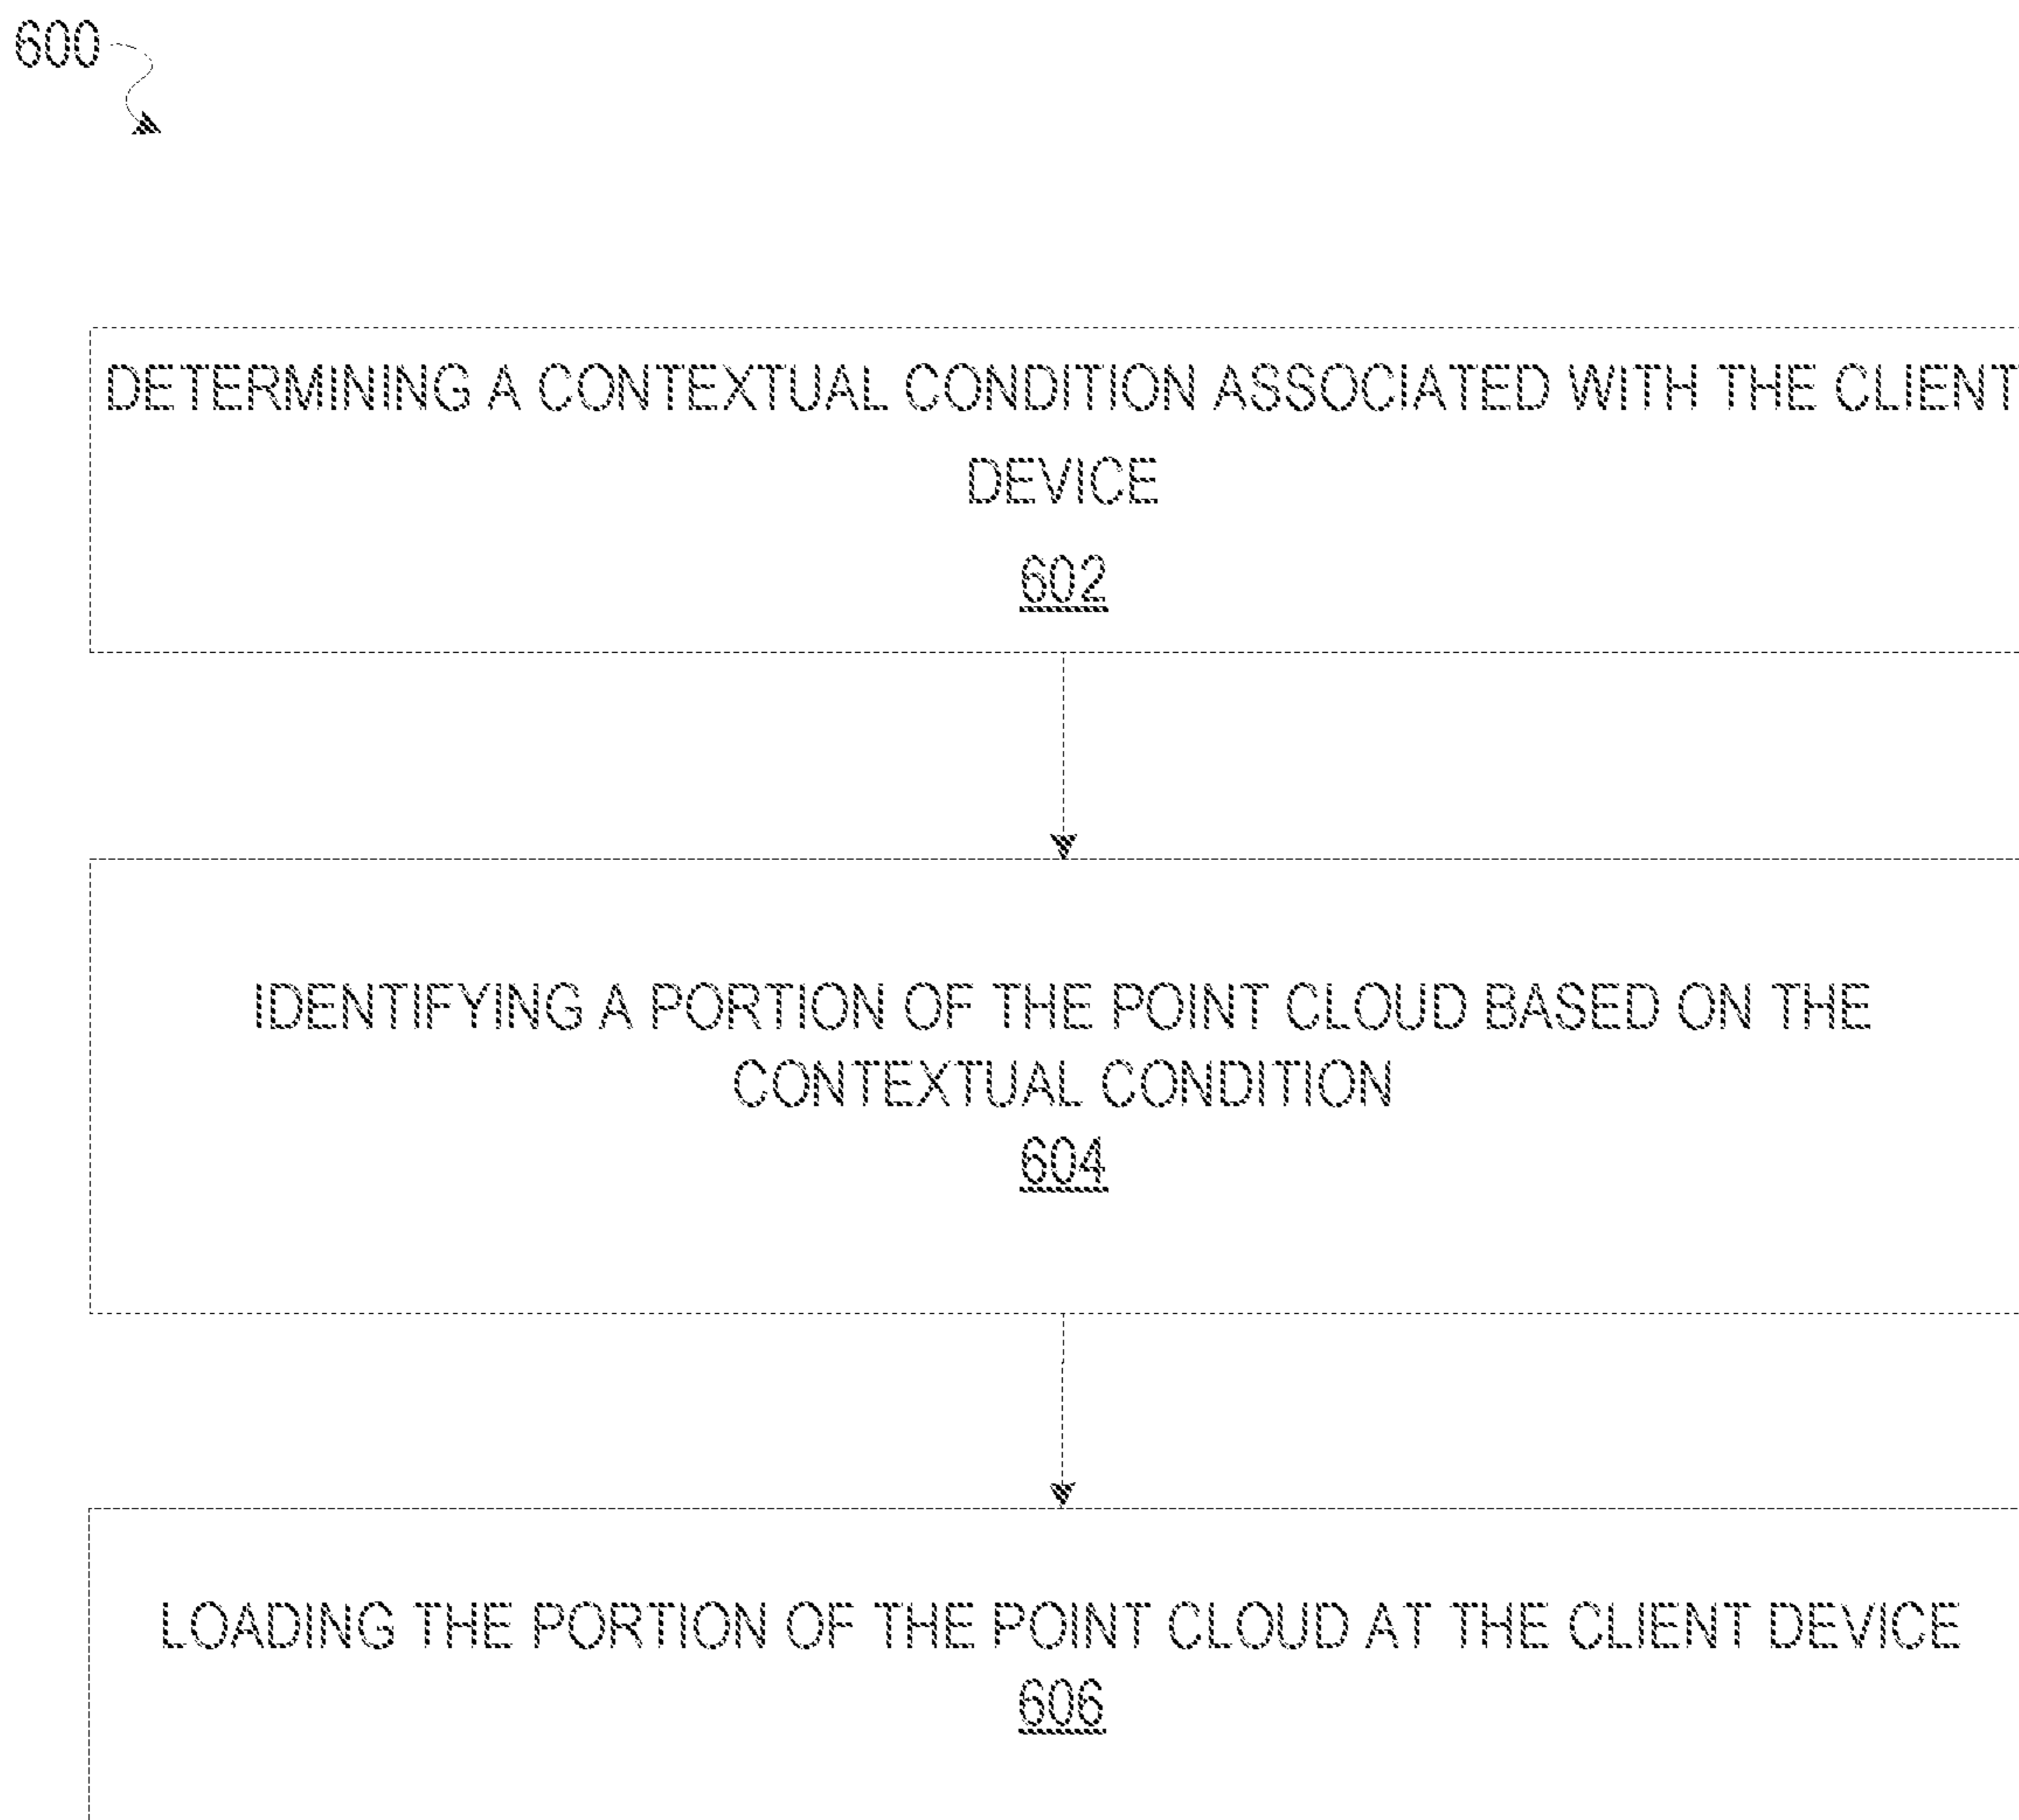 600
DETERMINING A CONTEXTUAL CONDITION ASSOCIATED WITH THE CLIENT
DEVICE
602
IDENTIFYING A PORTION OF THE POINT CLOUD BASED ON THE
CONTEXTUAL CONDITION
604
LOADING THE PORTION OF THE POINT CLOUD AT THE CLIENT DEVICE
606